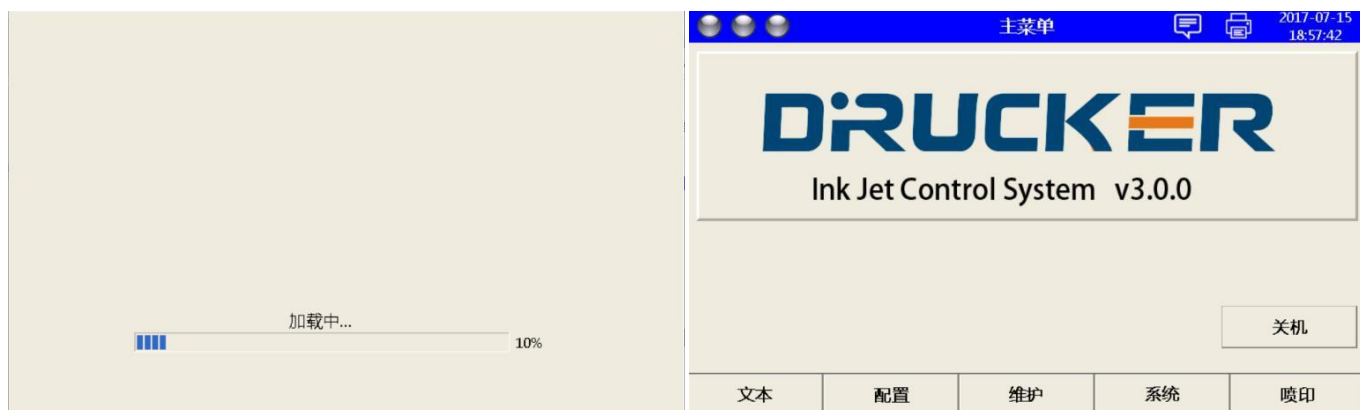 加载中...
10%
主菜单
2017-07-15
18:57:42
DRUCKER
Ink Jet Control System v3.0.0
关机
文本
配置
维护
系统
喷印